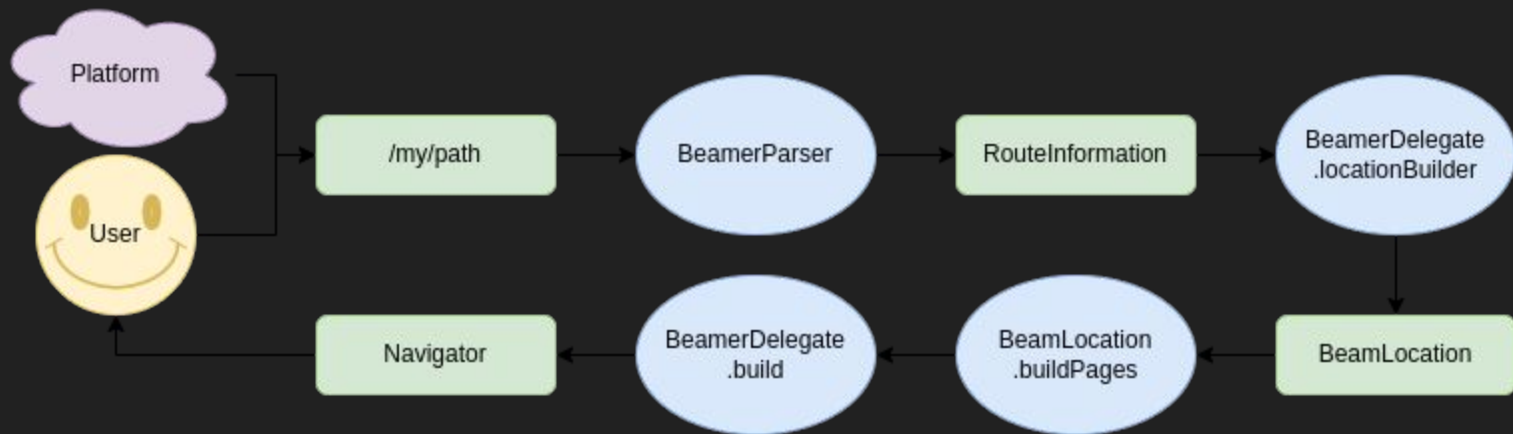 Platform
User
/my/path
BeamerParser
RouteInformation
BeamerDelegate
.locationBuilder
BeamLocation
BeamLocation
.buildPages
BeamerDelegate
.build
Navigator